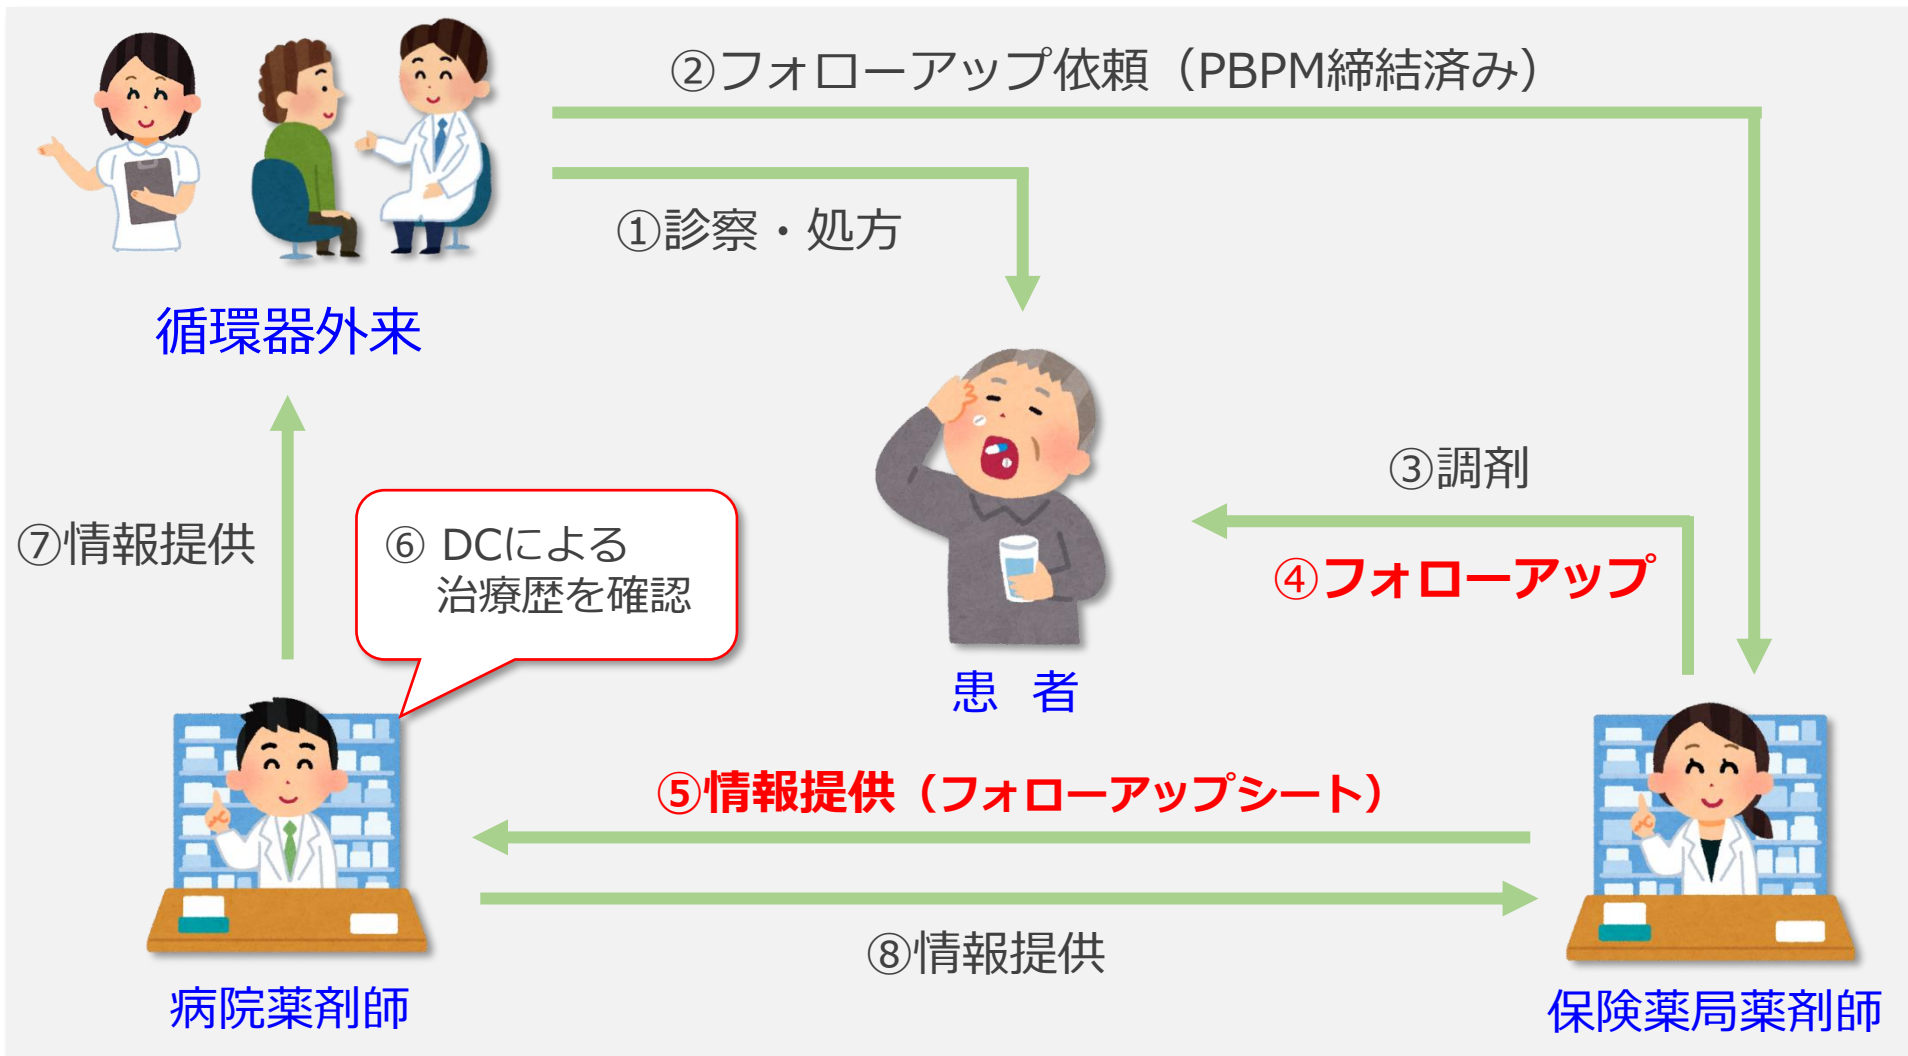 ②フォローアップ依頼（PBPM締結済み）
①診察・処方
循環器外来
③調剤
④フォローアップ
⑦情報提供
⑥ DCによる
治療歴を確認
患 者
⑤情報提供（フォローアップシート）
⑧情報提供
病院薬剤師
保険薬局薬剤師